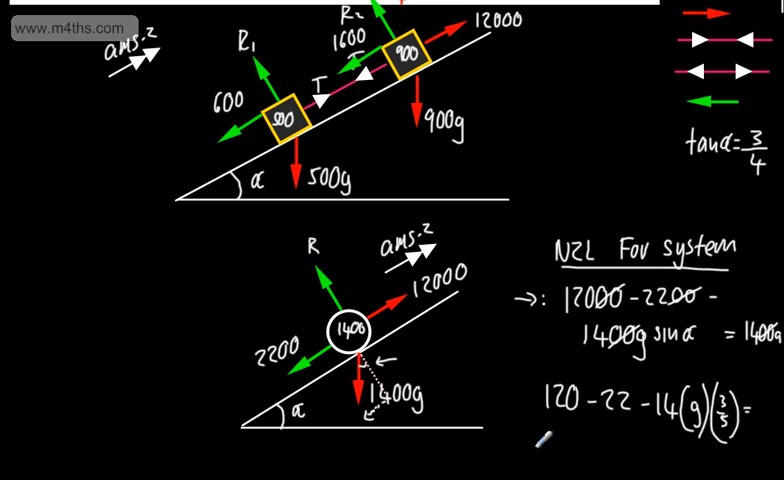 www.m4ths.com
ams-2
R1
R2
12000
1600
T
900
T
600
500
900g
500g
α
tanα = 3/4
R
ams-2
12000
1400
2200
1400g
α
N2L For system
→: 12000 - 2200 -
1400g sinα = 1400a
120 - 22 - 14(g)(3/5) =